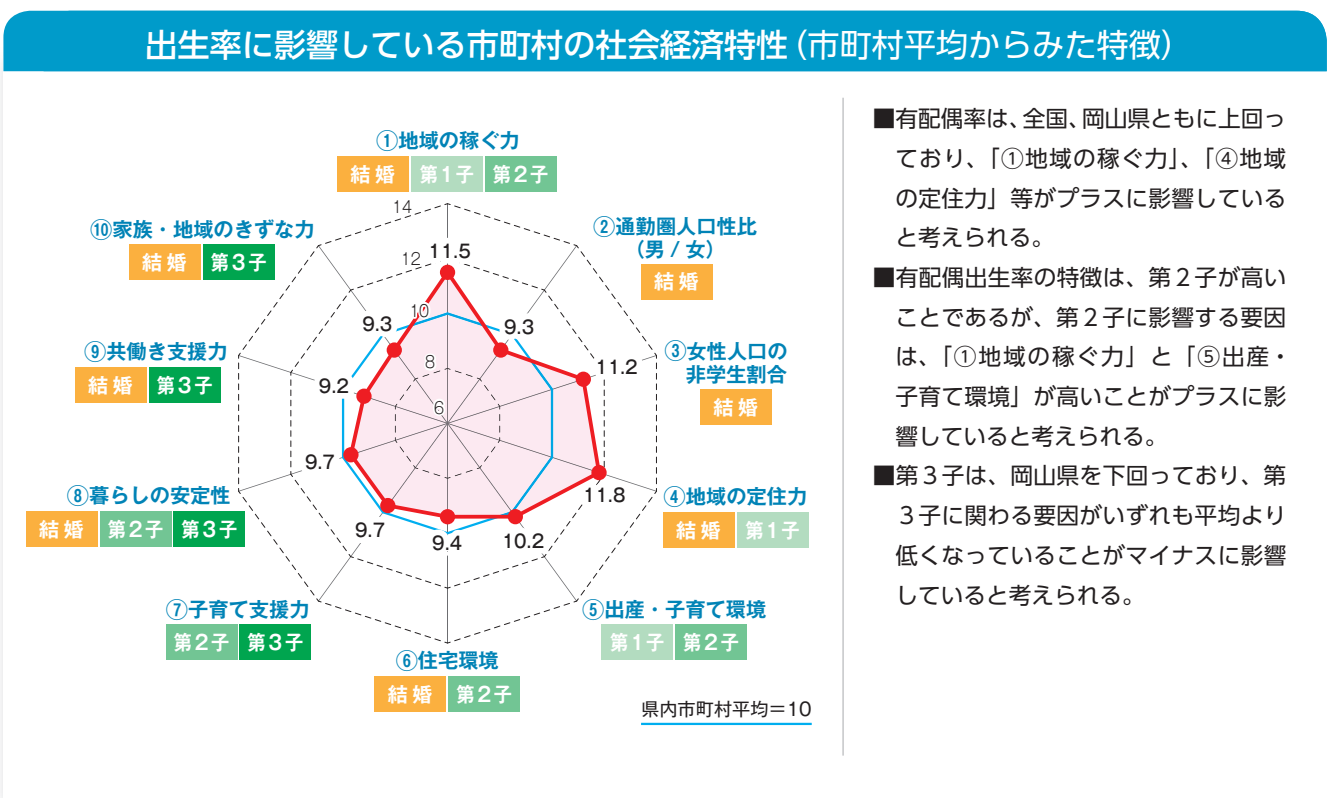 出生率に影響している市町村の社会経済特性(市町村平均からみた特徴)
①地域の稼ぐ力
結婚 第1子 第2子
②通勤圏人口性比
(男 / 女)
結婚
③女性人口の
非学生割合
結婚
④地域の定住力
結婚 第1子
⑤出産・子育て環境
第1子 第2子
⑥住宅環境
結婚 第2子
⑦子育て支援力
第2子 第3子
⑧暮らしの安定性
結婚 第2子 第3子
⑨共働き支援力
結婚 第3子
⑩家族・地域のきずな力
結婚 第3子
14
12
10
8
6
11.5
9.3
11.2
11.8
10.2
9.4
9.7
9.7
9.2
9.3
県内市町村平均=10
■有配偶率は、全国、岡山県ともに上回っ
ており、「①地域の稼ぐ力」、「④地域
の定住力」等がプラスに影響している
と考えられる。
■有配偶出生率の特徴は、第2子が高い
ことであるが、第2子に影響する要因
は、「①地域の稼ぐ力」と「⑤出産・
子育て環境」が高いことがプラスに影
響していると考えられる。
■第3子は、岡山県を下回っており、第
3子に関わる要因がいずれも平均より
低くなっていることがマイナスに影響
していると考えられる。